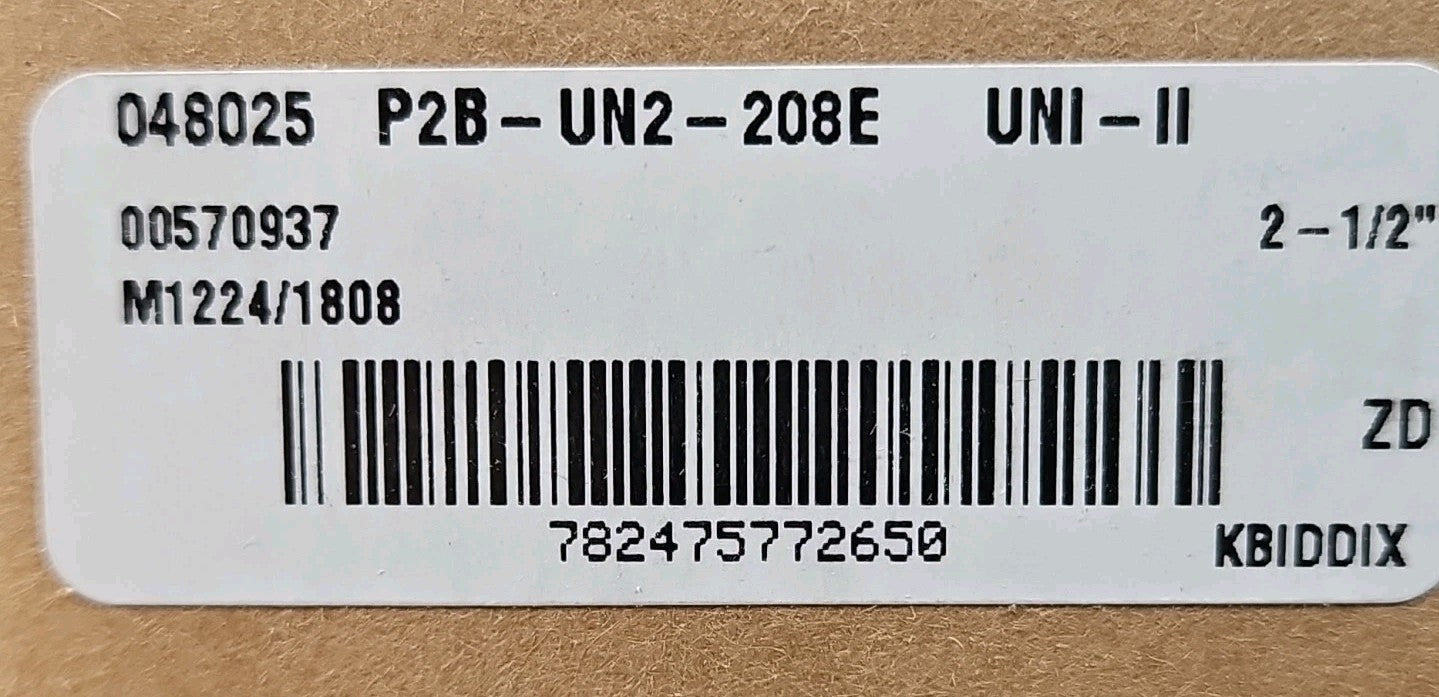 048025 P2B-UN2-208E UNI-II
00570937 2-1/2"
M1224/1808
ZD
782475772650 KBIDDIX